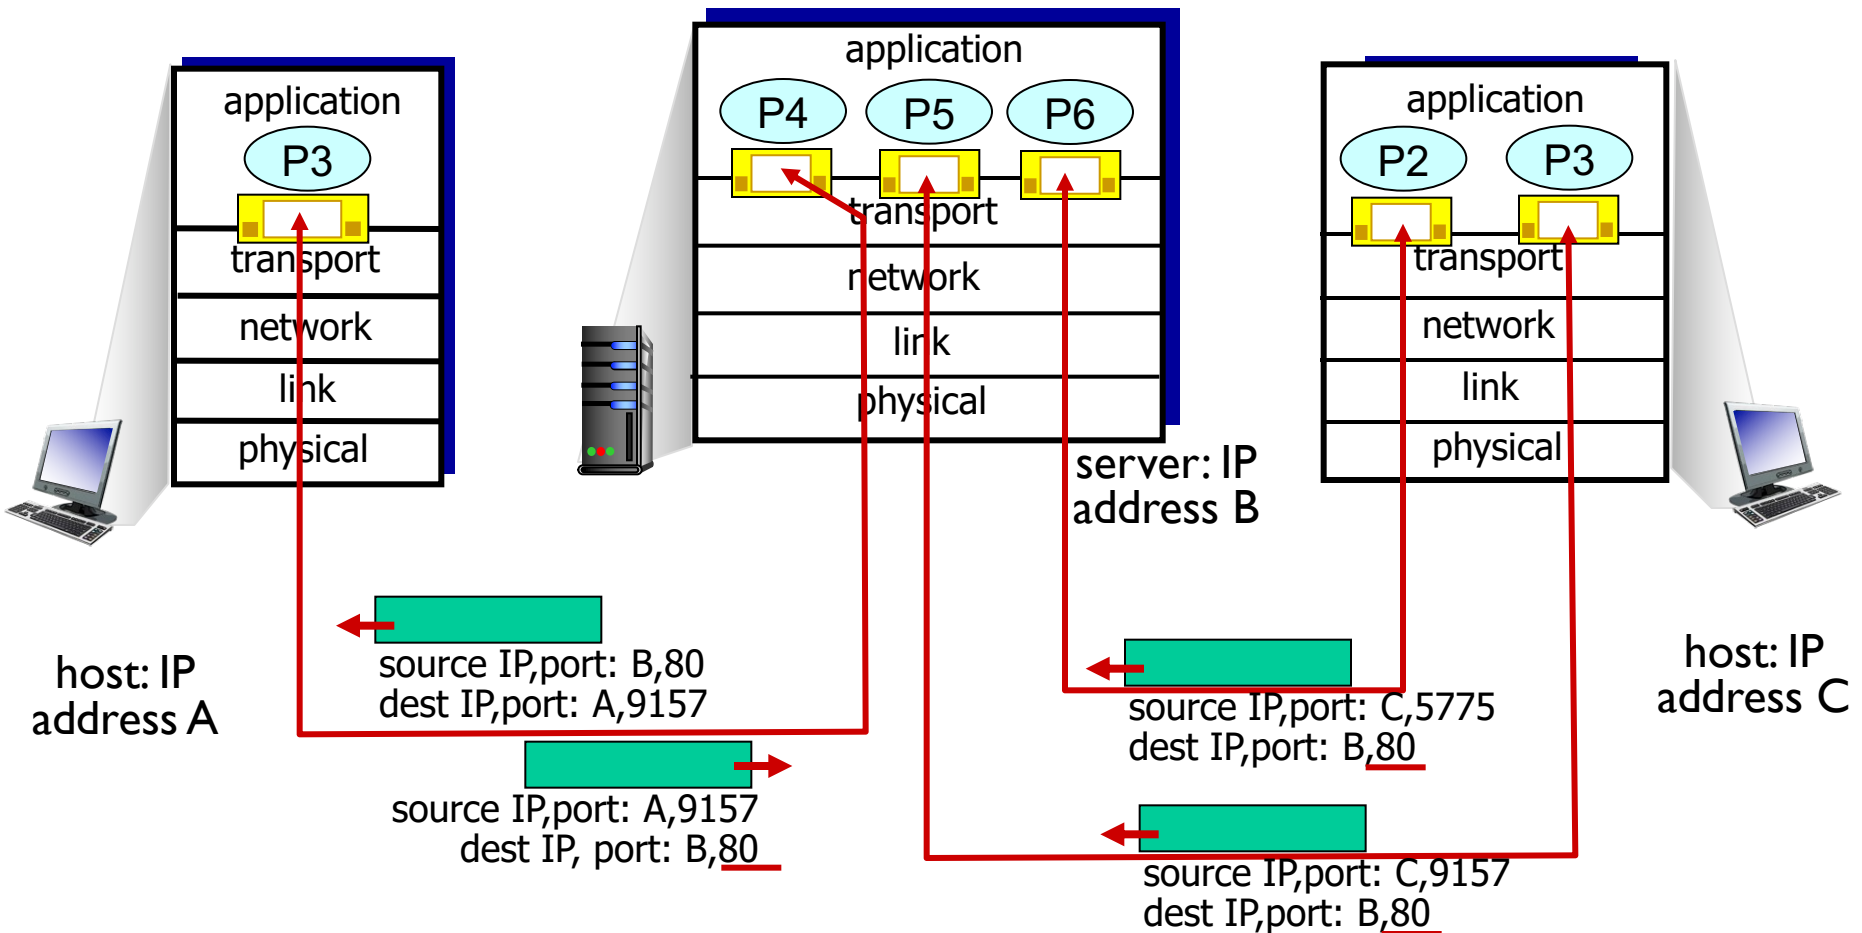 application
P3
transport
network
link
physical
host: IP
address A
application
P4
P5
P6
transport
network
link
physical
server: IP
address B
application
P2
P3
transport
network
link
physical
host: IP
address C
source IP,port: B,80
dest IP,port: A,9157
source IP,port: A,9157
dest IP, port: B,80
source IP,port: C,5775
dest IP,port: B,80
source IP,port: C,9157
dest IP,port: B,80